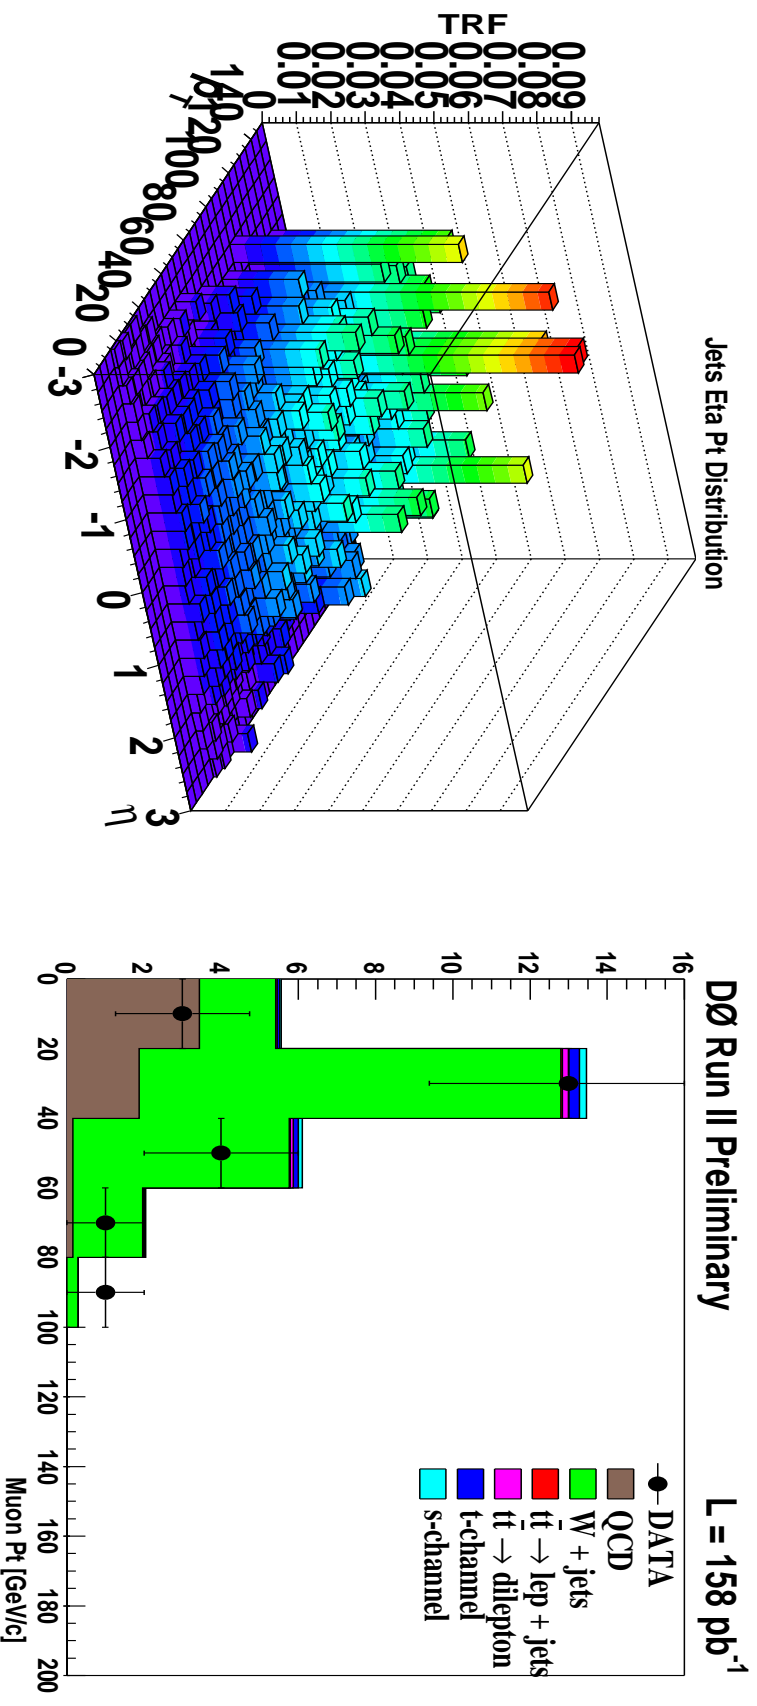 Jets Eta Pt Distribution
TRF
0.09
0.08
0.07
0.06
0.05
0.04
0.03
0.02
0.01
0
140
120
100
80
60
40
20
0
pT
-3
-2
-1
0
1
2
3
η
DØ Run II Preliminary L = 158 pb-1
16
14
12
10
8
6
4
2
0
DATA
QCD
W + jets
tt̄ → lep + jets
tt̄ → dilepton
t-channel
s-channel
0 20 40 60 80 100 120 140 160 180 200
Muon Pt [GeV/c]